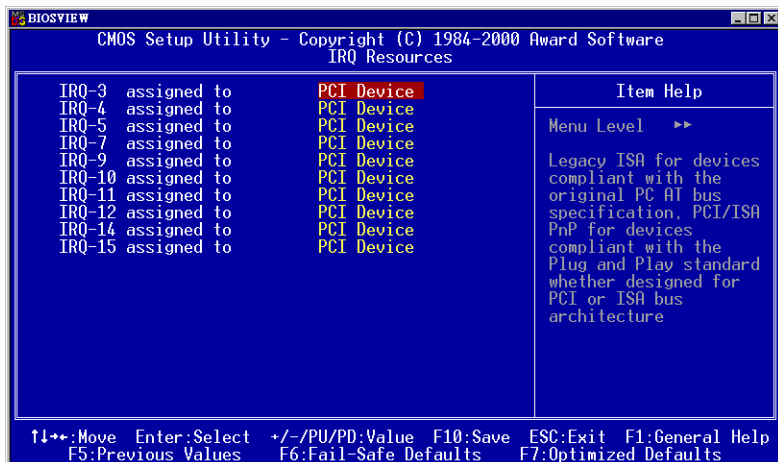 BIOSVIEW
CMOS Setup Utility - Copyright (C) 1984-2000 Award Software
IRQ Resources
IRQ-3 assigned to PCI Device
IRQ-4 assigned to PCI Device
IRQ-5 assigned to PCI Device
IRQ-7 assigned to PCI Device
IRQ-9 assigned to PCI Device
IRQ-10 assigned to PCI Device
IRQ-11 assigned to PCI Device
IRQ-12 assigned to PCI Device
IRQ-14 assigned to PCI Device
IRQ-15 assigned to PCI Device
Item Help
Menu Level ▸▸
Legacy ISA for devices
compliant with the
original PC AT bus
specification, PCI/ISA
PnP for devices
compliant with the
Plug and Play standard
whether designed for
PCI or ISA bus
architecture
↑↓→←:Move Enter:Select +/-/PU/PD:Value F10:Save ESC:Exit F1:General Help
F5:Previous Values F6:Fail-Safe Defaults F7:Optimized Defaults